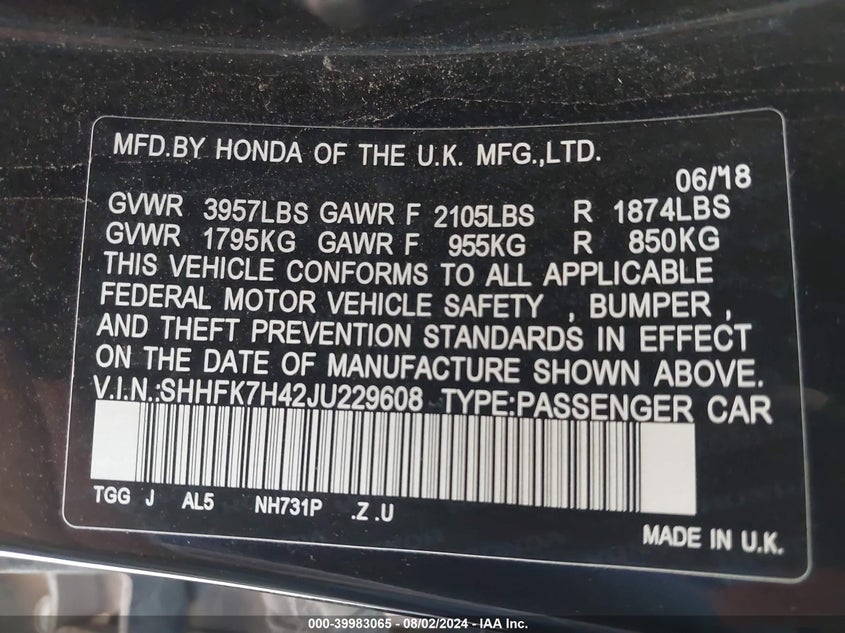 MFD.BY HONDA OF THE U.K. MFG.,LTD.
06/18
GVWR 3957LBS GAWR F 2105LBS R 1874LBS
GVWR 1795KG GAWR F 955KG R 850KG
THIS VEHICLE CONFORMS TO ALL APPLICABLE
FEDERAL MOTOR VEHICLE SAFETY , BUMPER ,
AND THEFT PREVENTION STANDARDS IN EFFECT
ON THE DATE OF MANUFACTURE SHOWN ABOVE.
V.I.N.:SHHFK7H42JU229608 TYPE:PASSENGER CAR
TGG J AL5 NH731P .Z .U
MADE IN U.K.
000-39983065 - 08/02/2024 - IAA Inc.